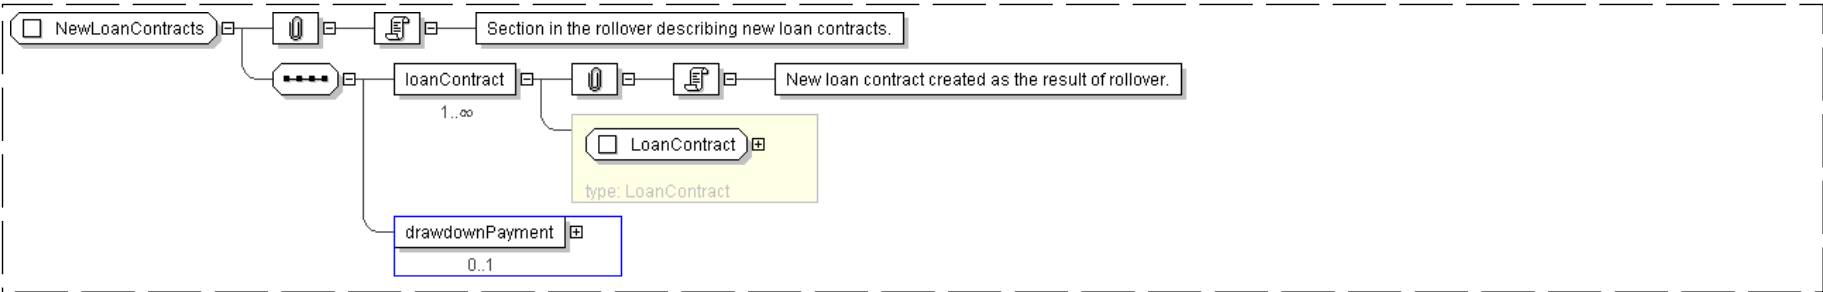 NewLoanContracts
Section in the rollover describing new loan contracts.
loanContract
New loan contract created as the result of rollover.
1..∞
LoanContract
type: LoanContract
drawdownPayment
0..1